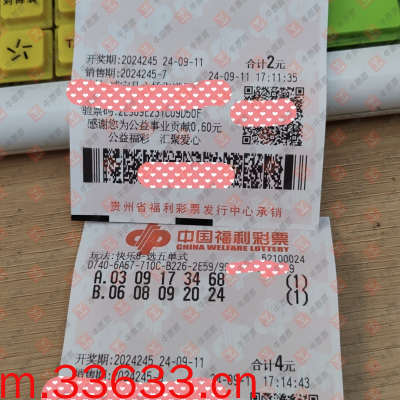 开奖期:2024245 24-09-11 合计2元
销售期:2024245-7 24-09-11 17:11:35
感谢您为公益事业贡献0.60元
公益福彩 汇聚爱心
贵州省福利彩票发行中心承销
中国福利彩票
CHINA WELFARE LOTTERY
玩法:快乐8-选五单式 52100024
A.03 09 17 34 68 (1)
B.06 08 09 20 24 (1)
开奖期:2024245 24-09-11 合计4元
17:14:43
m.33633.cn